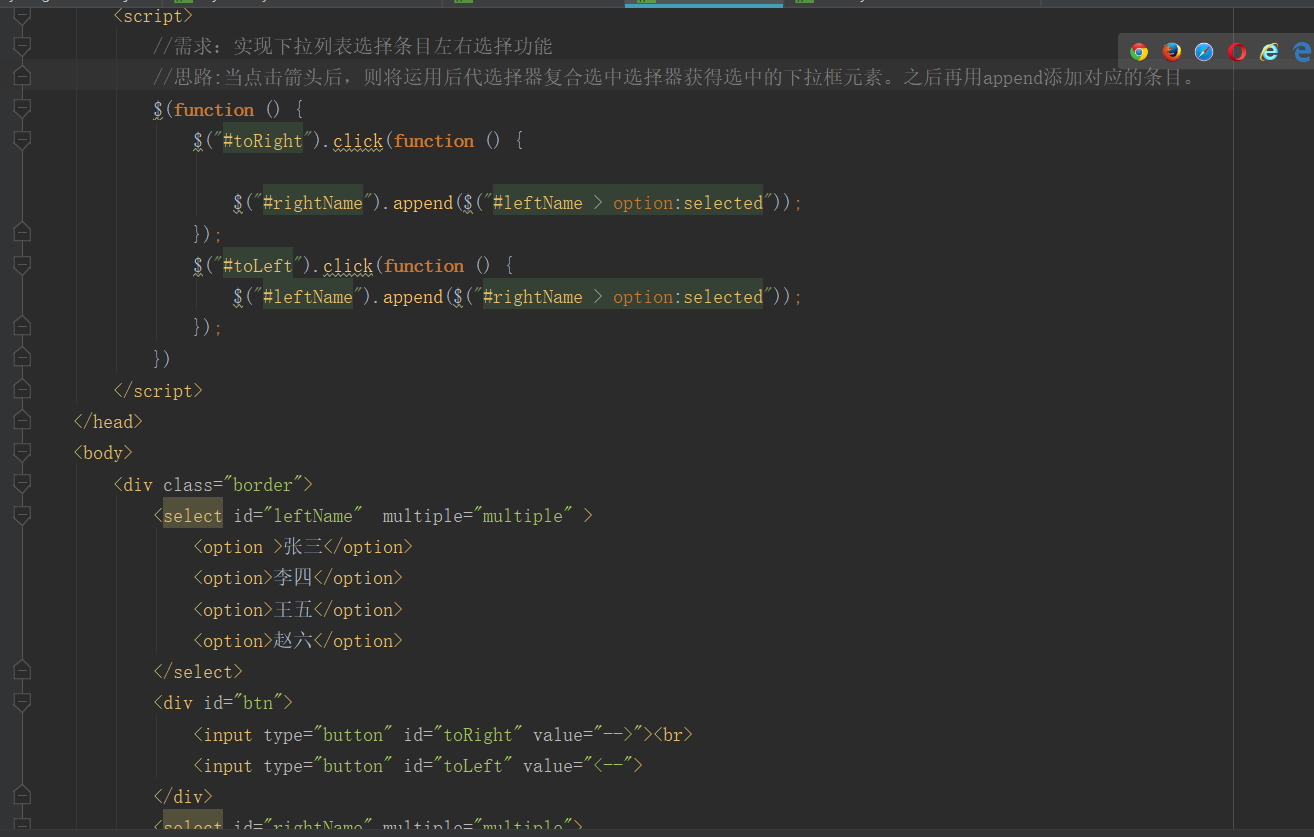 <script>
//需求：实现下拉列表选择条目左右选择功能
//思路:当点击箭头后，则将运用后代选择器复合选中选择器获得选中的下拉框元素。之后再用append添加对应的条目。
$(function () {
$("#toRight").click(function () {
$("#rightName").append($("#leftName > option:selected"));
});
$("#toLeft").click(function () {
$("#leftName").append($("#rightName > option:selected"));
});
})
</script>
</head>
<body>
<div class="border">
<select id="leftName"  multiple="multiple" >
<option >张三</option>
<option>李四</option>
<option>王五</option>
<option>赵六</option>
</select>
<div id="btn">
<input type="button" id="toRight" value="-->"><br>
<input type="button" id="toLeft" value="<--">
</div>
<select id="rightName" multiple="multiple">